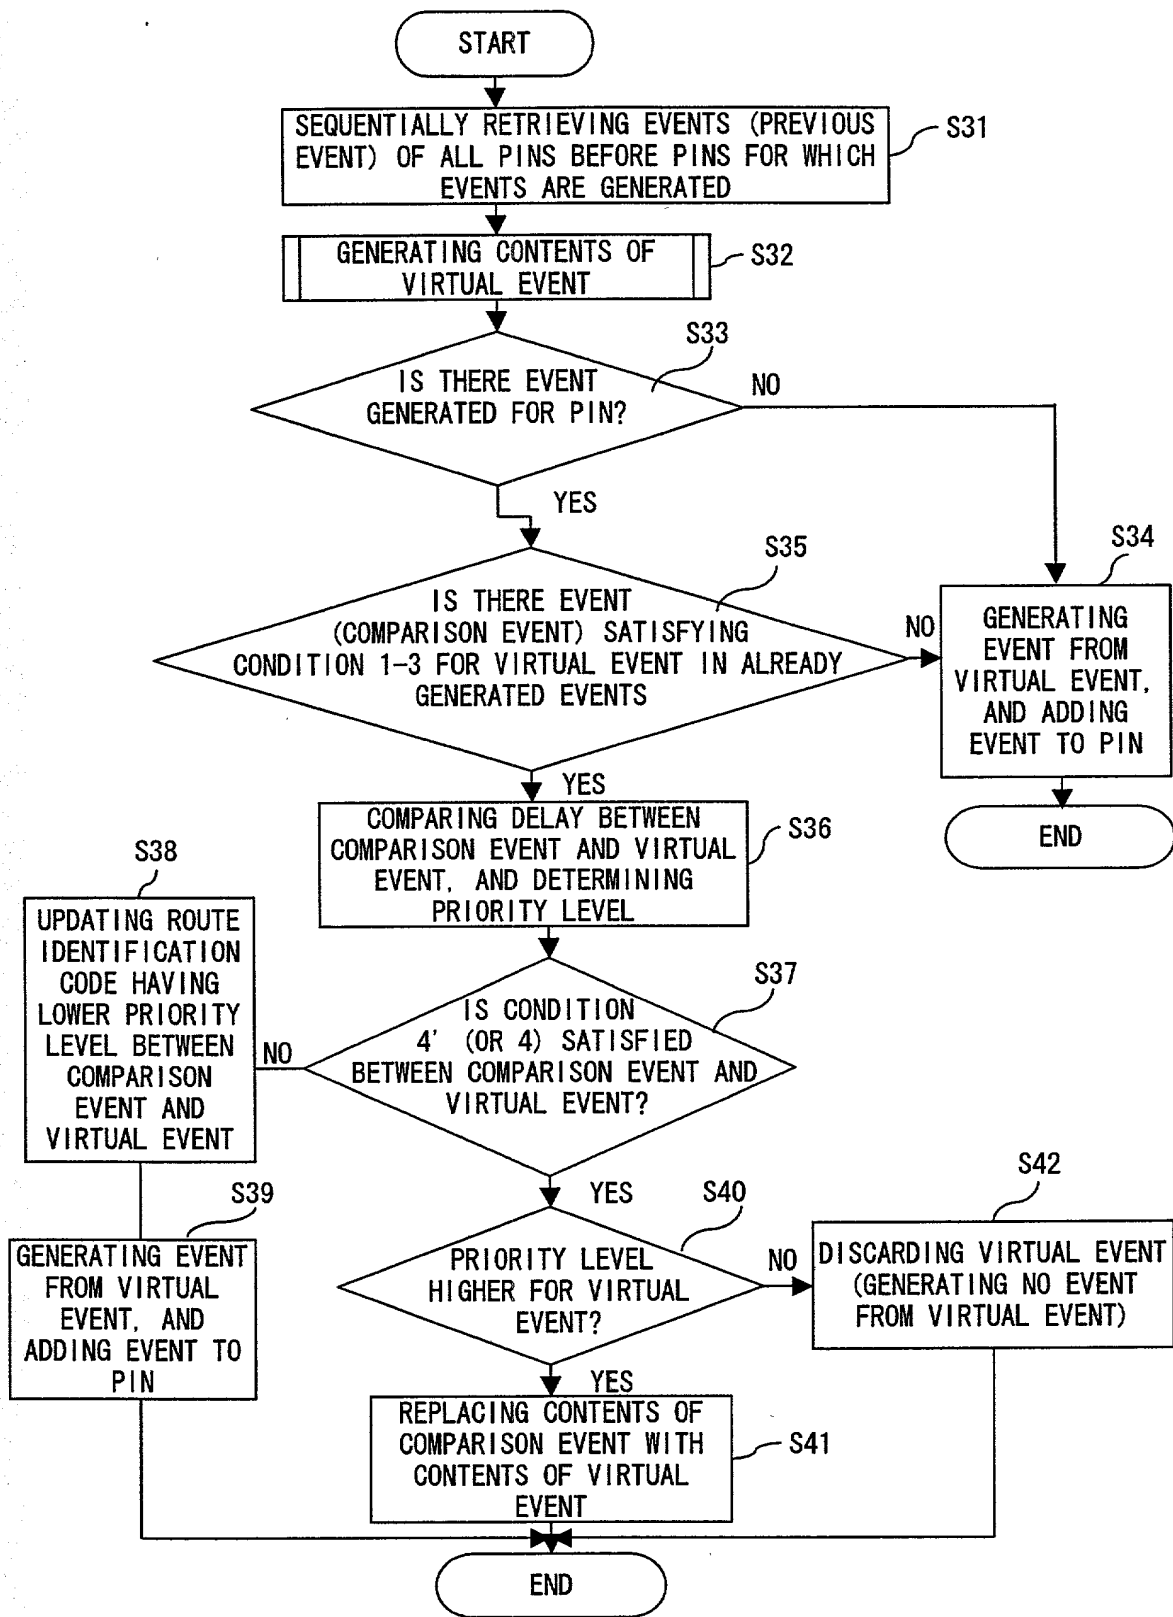 START
SEQUENTIALLY RETRIEVING EVENTS (PREVIOUS
EVENT) OF ALL PINS BEFORE PINS FOR WHICH
EVENTS ARE GENERATED
S31
GENERATING CONTENTS OF
VIRTUAL EVENT
S32
S33
IS THERE EVENT
GENERATED FOR PIN?
NO
YES
S35
IS THERE EVENT
(COMPARISON EVENT) SATISFYING
CONDITION 1-3 FOR VIRTUAL EVENT IN ALREADY
GENERATED EVENTS
NO
S34
GENERATING
EVENT FROM
VIRTUAL EVENT,
AND ADDING
EVENT TO PIN
END
YES
COMPARING DELAY BETWEEN
COMPARISON EVENT AND VIRTUAL
EVENT, AND DETERMINING
PRIORITY LEVEL
S36
S38
UPDATING ROUTE
IDENTIFICATION
CODE HAVING
LOWER PRIORITY
LEVEL BETWEEN
COMPARISON
EVENT AND
VIRTUAL EVENT
S37
IS CONDITION
4' (OR 4) SATISFIED
BETWEEN COMPARISON EVENT AND
VIRTUAL EVENT?
NO
YES
S39
GENERATING EVENT
FROM VIRTUAL
EVENT, AND
ADDING EVENT TO
PIN
S40
PRIORITY LEVEL
HIGHER FOR VIRTUAL
EVENT?
NO
S42
DISCARDING VIRTUAL EVENT
(GENERATING NO EVENT
FROM VIRTUAL EVENT)
YES
REPLACING CONTENTS OF
COMPARISON EVENT WITH
CONTENTS OF VIRTUAL
EVENT
S41
END